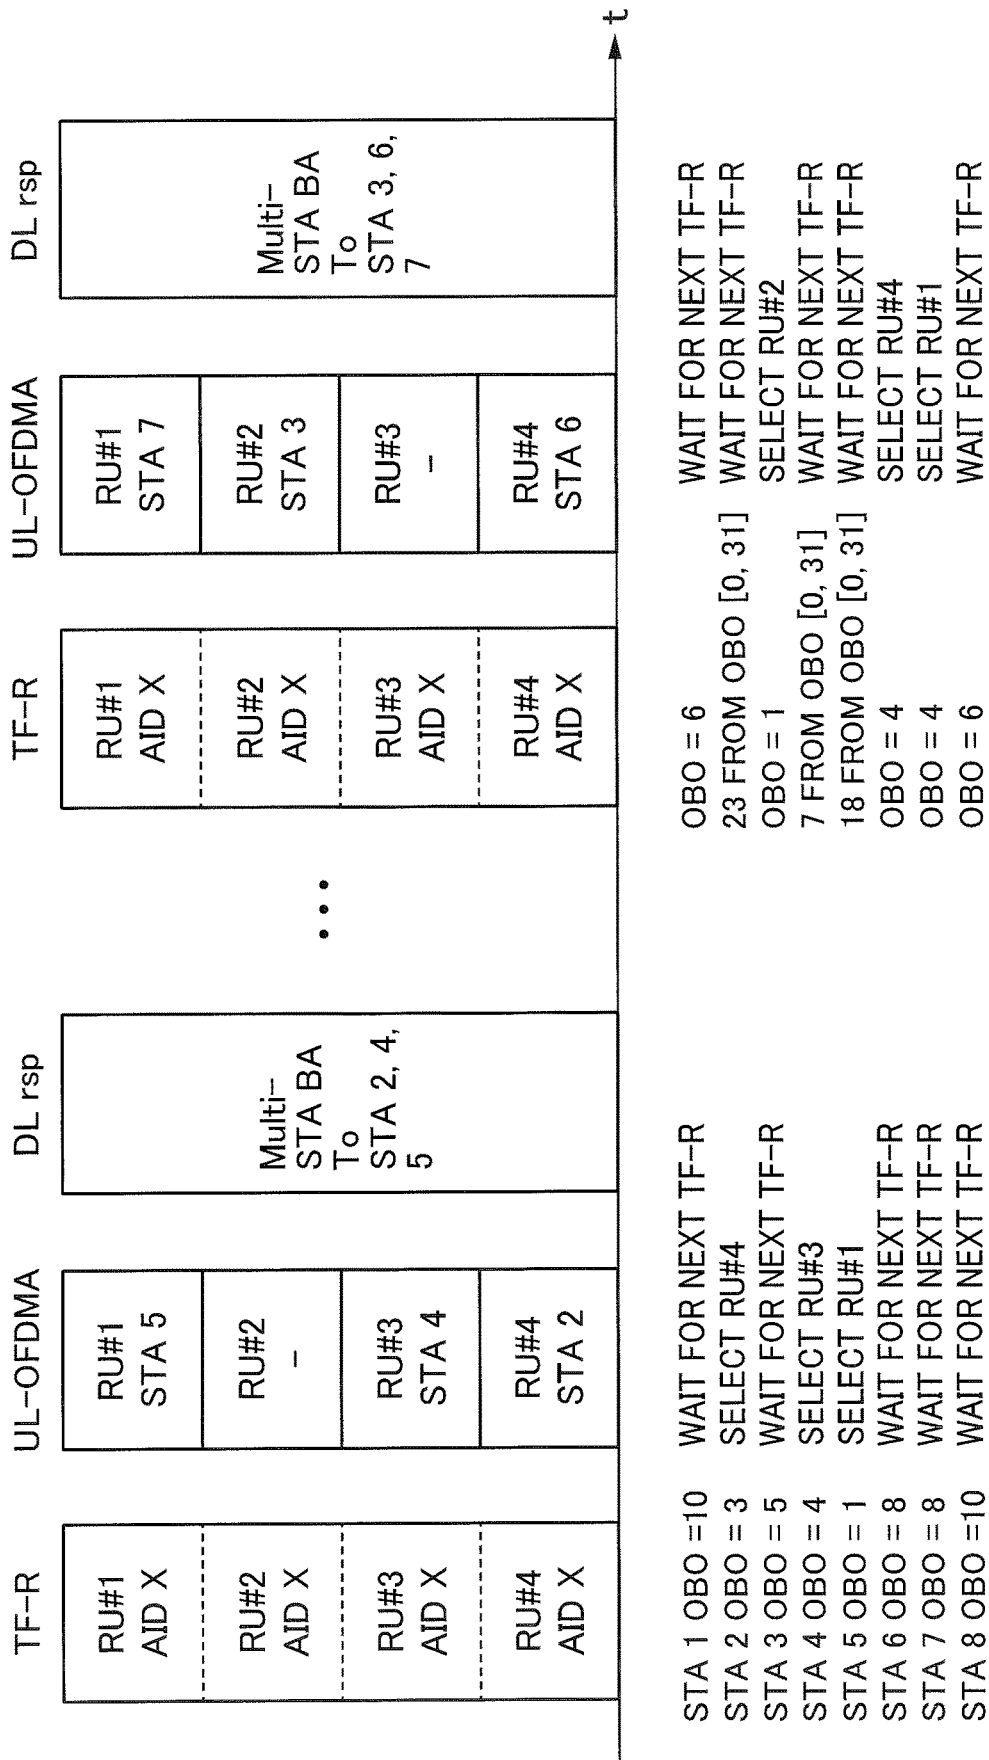 TF-R
UL-OFDMA
DL rsp
TF-R
UL-OFDMA
DL rsp
RU#1
AID X
RU#2
AID X
RU#3
AID X
RU#4
AID X
RU#1
STA 5
RU#2
–
RU#3
STA 4
RU#4
STA 2
Multi-
STA BA
To
STA 2, 4,
5
•••
RU#1
AID X
RU#2
AID X
RU#3
AID X
RU#4
AID X
RU#1
STA 7
RU#2
STA 3
RU#3
–
RU#4
STA 6
Multi-
STA BA
To
STA 3, 6,
7
t
STA 1 OBO =10 WAIT FOR NEXT TF-R OBO = 6 WAIT FOR NEXT TF-R
STA 2 OBO = 3 SELECT RU#4 23 FROM OBO [0, 31] WAIT FOR NEXT TF-R
STA 3 OBO = 5 WAIT FOR NEXT TF-R OBO = 1 SELECT RU#2
STA 4 OBO = 4 SELECT RU#3 7 FROM OBO [0, 31] WAIT FOR NEXT TF-R
STA 5 OBO = 1 SELECT RU#1 18 FROM OBO [0, 31] WAIT FOR NEXT TF-R
STA 6 OBO = 8 WAIT FOR NEXT TF-R OBO = 4 SELECT RU#4
STA 7 OBO = 8 WAIT FOR NEXT TF-R OBO = 4 SELECT RU#1
STA 8 OBO =10 WAIT FOR NEXT TF-R OBO = 6 WAIT FOR NEXT TF-R